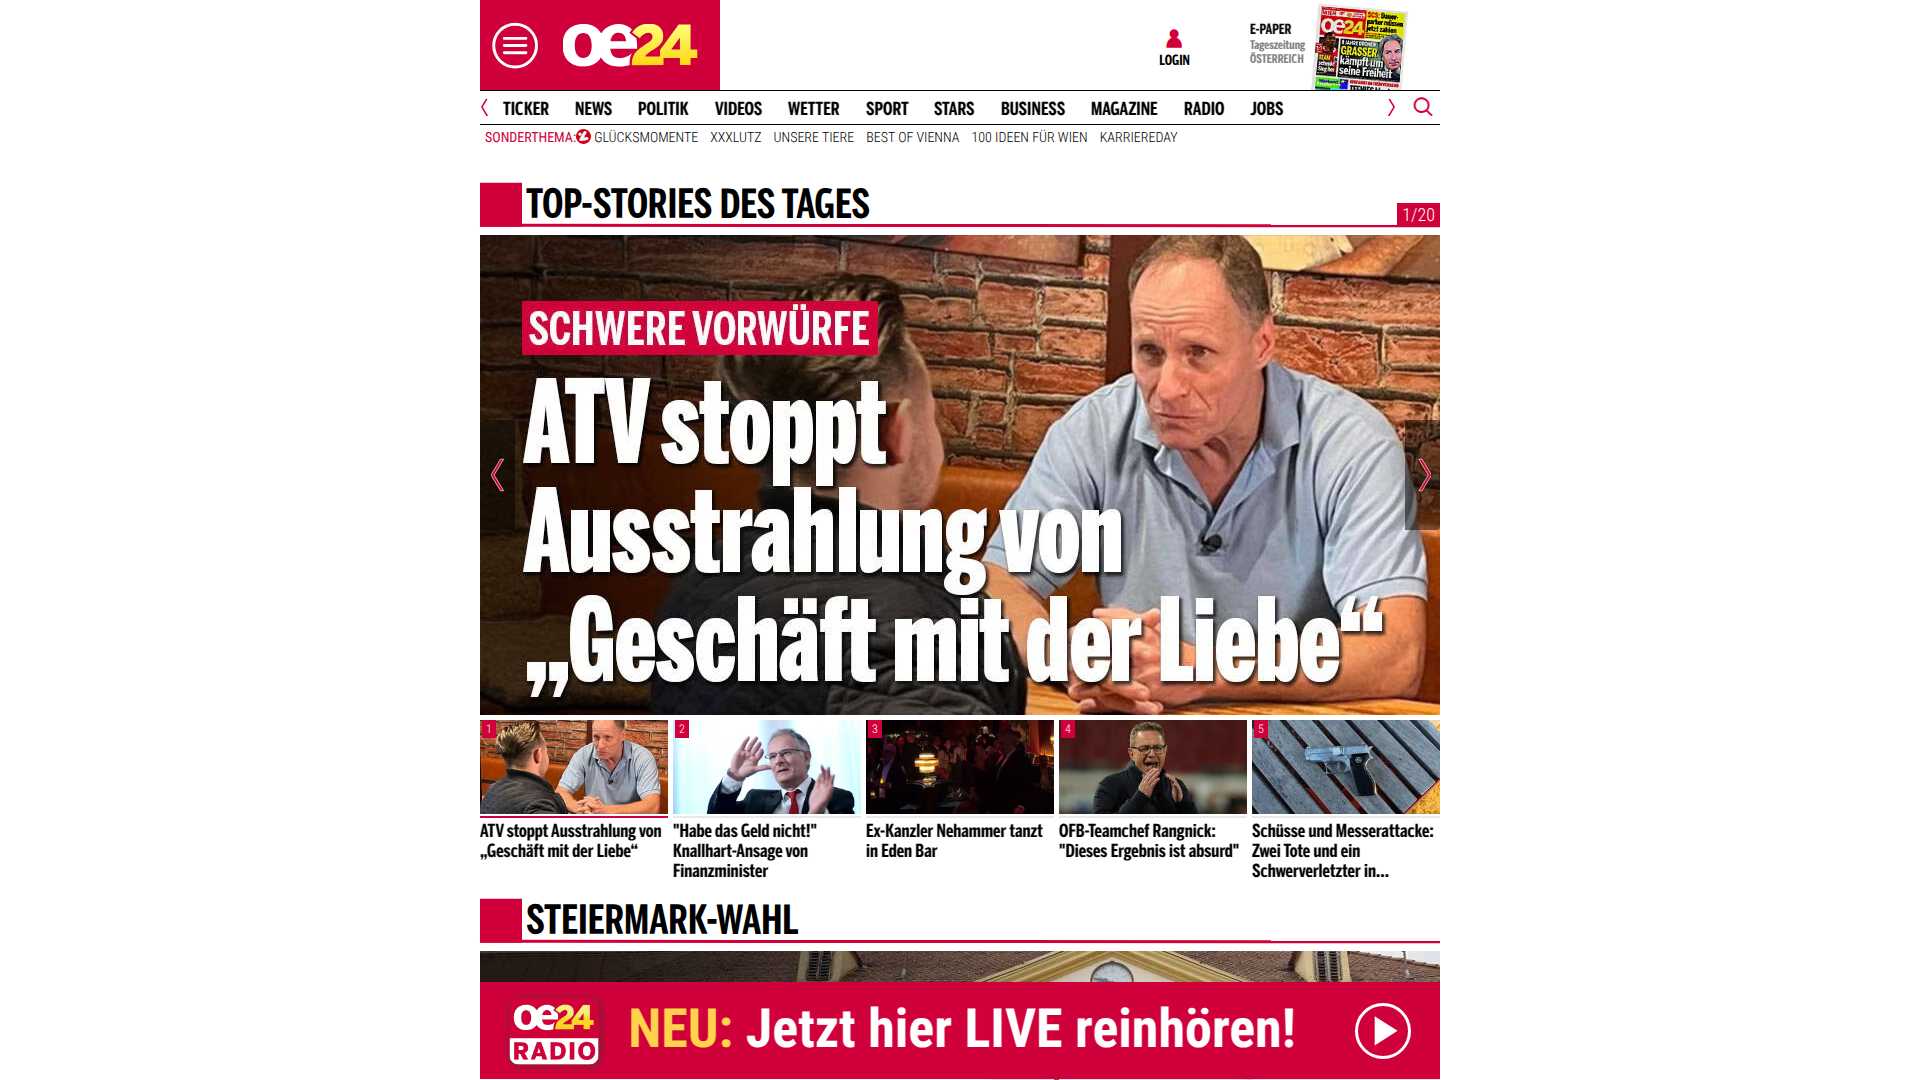 oe24
LOGIN
E-PAPER
Tageszeitung
ÖSTERREICH
oe24
GRASSER
kämpft um
seine Freiheit
TICKER NEWS POLITIK VIDEOS WETTER SPORT STARS BUSINESS MAGAZINE RADIO JOBS
SONDERTHEMA: GLÜCKSMOMENTE XXXLUTZ UNSERE TIERE BEST OF VIENNA 100 IDEEN FÜR WIEN KARRIEREDAY
TOP-STORIES DES TAGES
1/20
SCHWERE VORWÜRFE
ATV stoppt
Ausstrahlung von
„Geschäft mit der Liebe“
1
ATV stoppt Ausstrahlung von
„Geschäft mit der Liebe“
2
"Habe das Geld nicht!"
Knallhart-Ansage von
Finanzminister
3
Ex-Kanzler Nehammer tanzt
in Eden Bar
4
ÖFB-Teamchef Rangnick:
"Dieses Ergebnis ist absurd"
5
Schüsse und Messerattacke:
Zwei Tote und ein
Schwerverletzter in...
STEIERMARK-WAHL
oe24
RADIO
NEU: Jetzt hier LIVE reinhören!